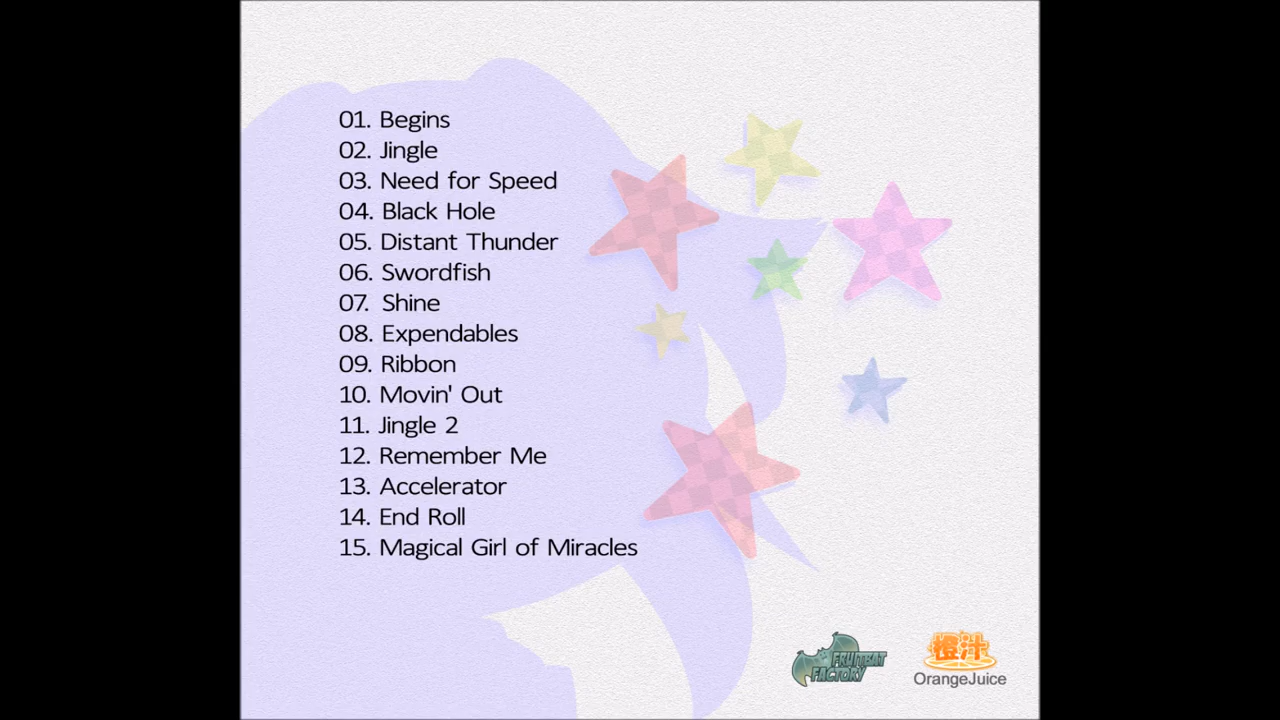 01. Begins
02. Jingle
03. Need for Speed
04. Black Hole
05. Distant Thunder
06. Swordfish
07. Shine
08. Expendables
09. Ribbon
10. Movin' Out
11. Jingle 2
12. Remember Me
13. Accelerator
14. End Roll
15. Magical Girl of Miracles
FRUITBAT
FACTORY
橙汁
OrangeJuice